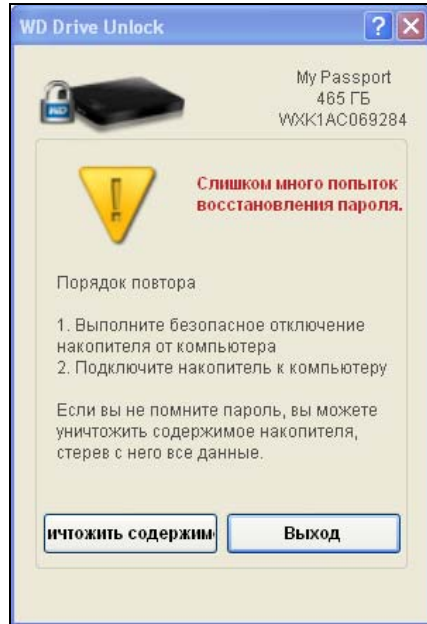 WD Drive Unlock
My Passport
465 ГБ
WXK1AC069284
WD
Слишком много попыток
восстановления пароля.
Порядок повтора
1. Выполните безопасное отключение
накопителя от компьютера
2. Подключите накопитель к компьютеру
Если вы не помните пароль, вы можете
уничтожить содержимое накопителя,
стерев с него все данные.
ичтожить содержим
Выход